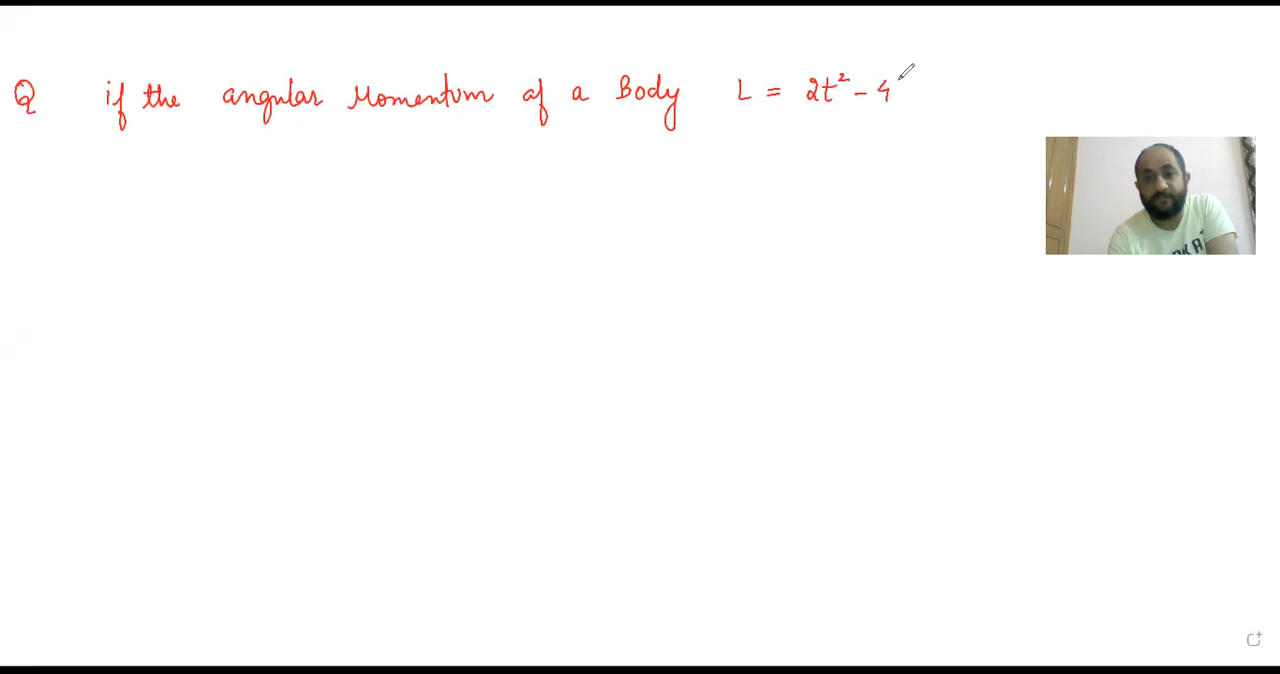 Q if the angular Momentum of a Body L = 2t² - 4